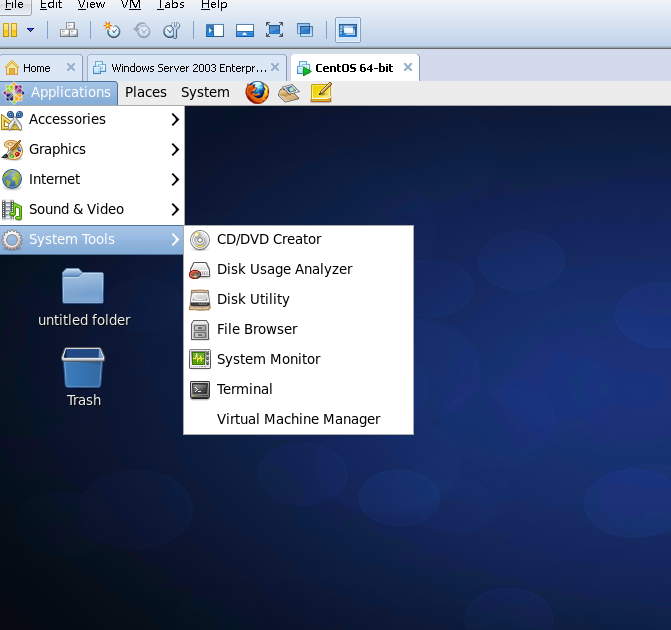 File Edit View VM Tabs Help
Home Windows Server 2003 Enterpr... CentOS 64-bit
Applications Places System
Accessories
Graphics
Internet
Sound & Video
System Tools
CD/DVD Creator
Disk Usage Analyzer
Disk Utility
File Browser
System Monitor
Terminal
Virtual Machine Manager
untitled folder
Trash